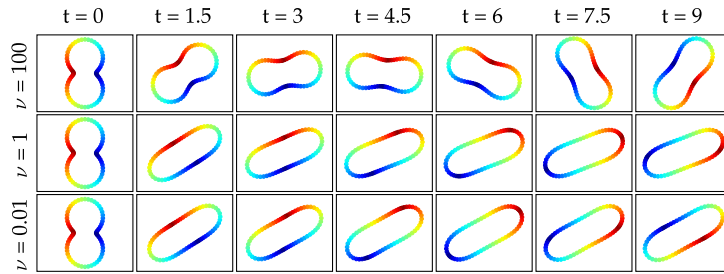 t = 0 t = 1.5 t = 3 t = 4.5 t = 6 t = 7.5 t = 9
ν = 100
ν = 1
ν = 0.01